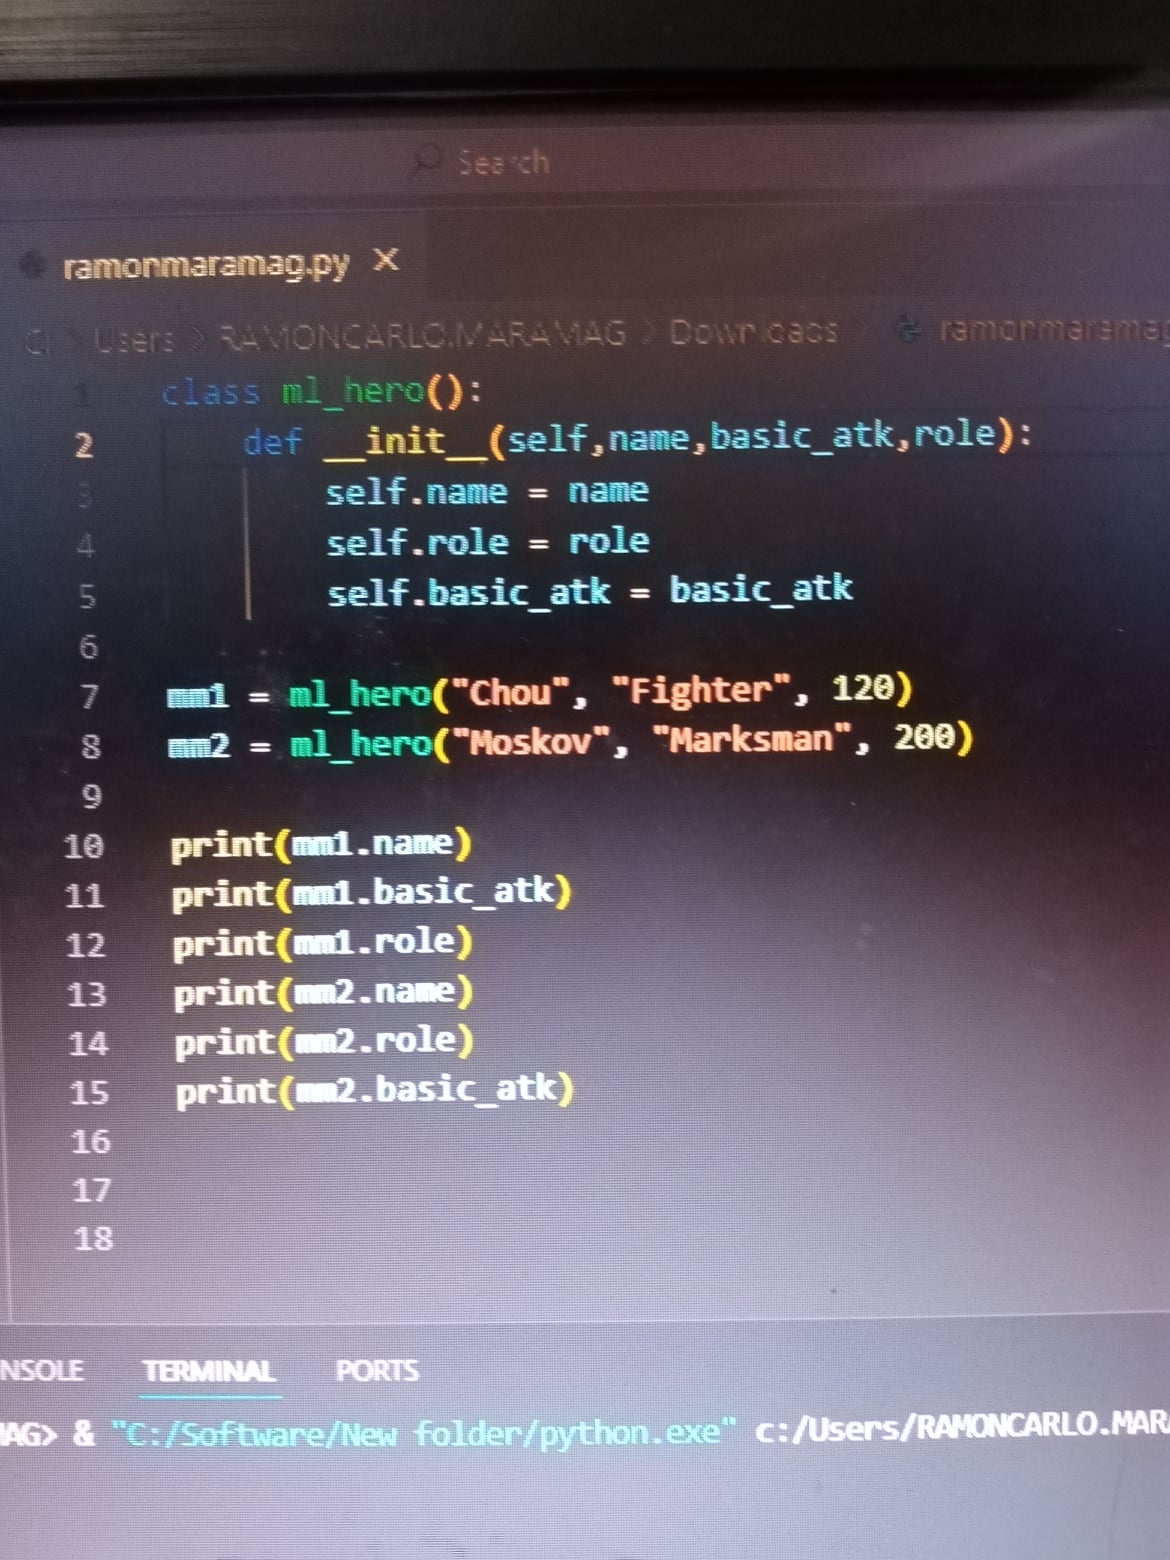 Search
ramonmaramag.py X
C: > Users > RAMONCARLO.MARAMAG > Downloads > ramonmaramag
1 class ml_hero():
2 def __init__(self,name,basic_atk,role):
3 self.name = name
4 self.role = role
5 self.basic_atk = basic_atk
6
7 mm1 = ml_hero("Chou", "Fighter", 120)
8 mm2 = ml_hero("Moskov", "Marksman", 200)
9
10 print(mm1.name)
11 print(mm1.basic_atk)
12 print(mm1.role)
13 print(mm2.name)
14 print(mm2.role)
15 print(mm2.basic_atk)
16
17
18
NSOLE TERMINAL PORTS
MAG> & "C:/Software/New folder/python.exe" c:/Users/RAMONCARLO.MARA